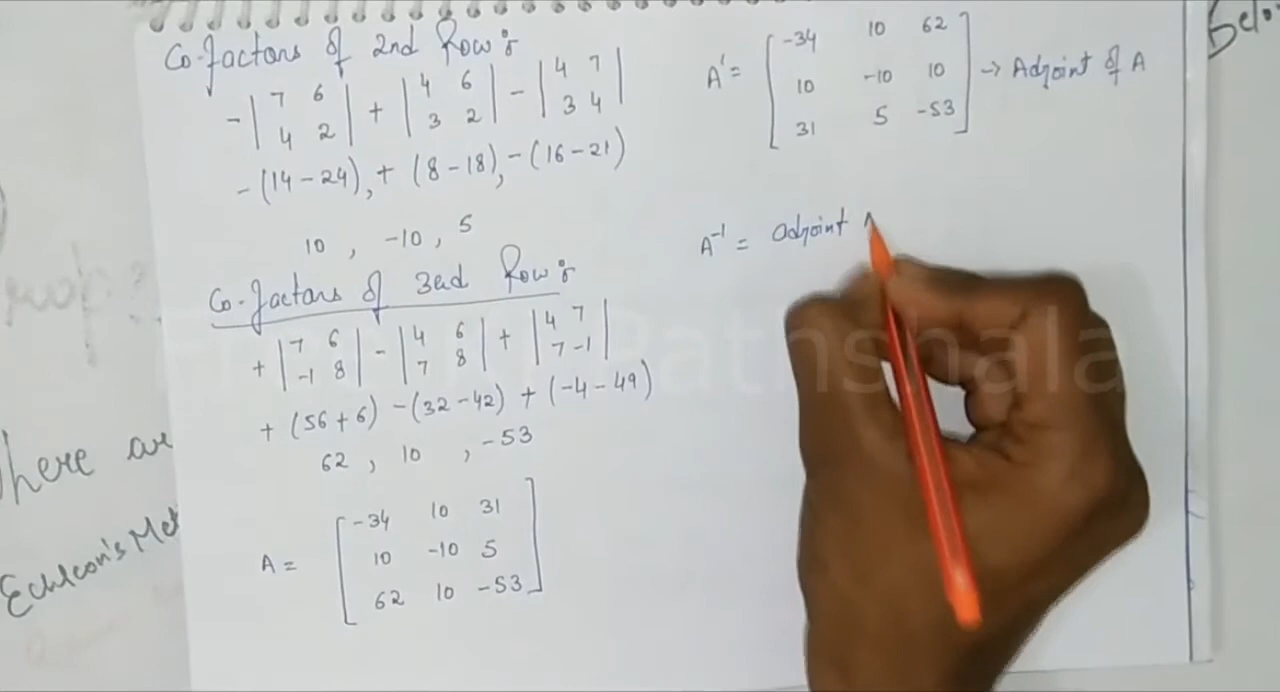 Co-factors of 2nd Row:
-|7 6| + |4 6| - |4 7|
|4 2| |3 2| |3 4|
-(14-24), + (8-18), -(16-21)
10 , -10 , 5
Co-factors of 3rd Row:
+|7 6| - |4 6| + |4 7|
|-1 8| |7 8| |7 -1|
+ (56+6) -(32-42) + (-4-49)
62 , 10 , -53
A = [-34 10 31
10 -10 5
62 10 -53]
A' = [-34 10 62
10 -10 10
31 5 -53] → Adjoint of A
A⁻¹ = adjoint
here are
Echleon's Met
Pathshala